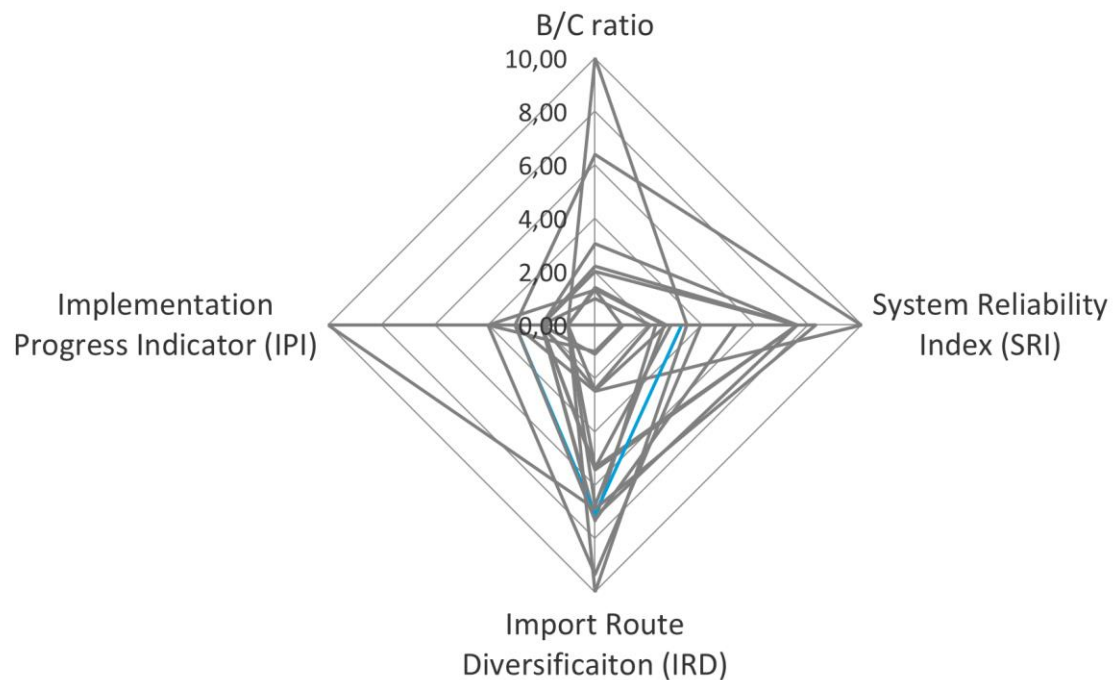 B/C ratio
10,00
8,00
6,00
4,00
2,00
0,00
Implementation
Progress Indicator (IPI)
System Reliability
Index (SRI)
Import Route
Diversificaiton (IRD)